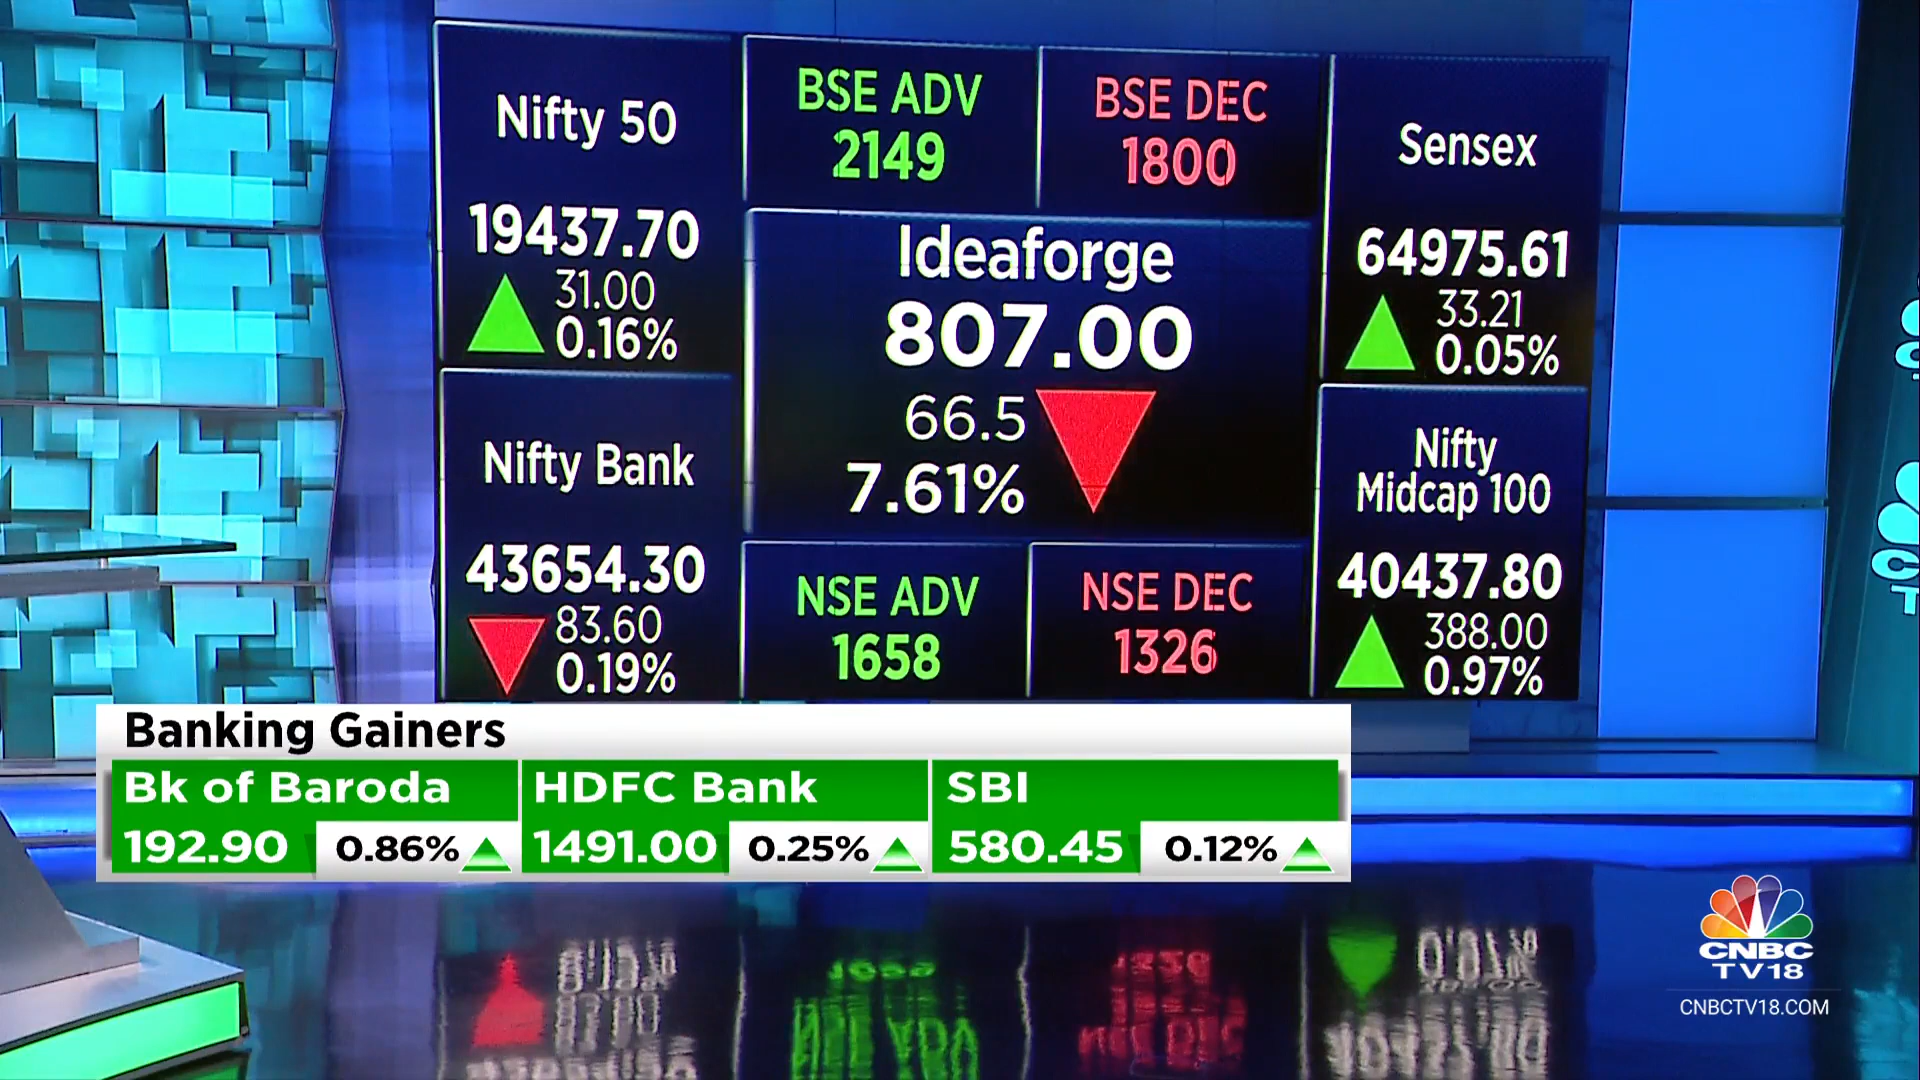 Nifty 50
19437.70
31.00
0.16%
BSE ADV
2149
BSE DEC
1800
Sensex
64975.61
33.21
0.05%
Ideaforge
807.00
66.5
7.61%
Nifty Bank
43654.30
83.60
0.19%
NSE ADV
1658
NSE DEC
1326
Nifty
Midcap 100
40437.80
388.00
0.97%
Banking Gainers
Bk of Baroda
192.90 0.86%
HDFC Bank
1491.00 0.25%
SBI
580.45 0.12%
CNBC
TV18
CNBCTV18.COM